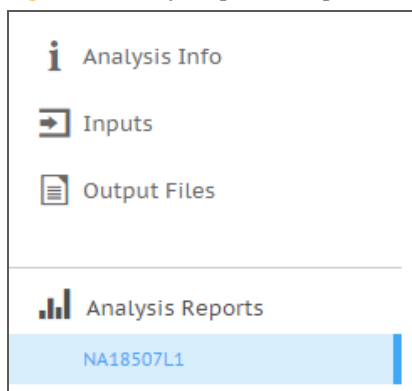 Analysis Info
Inputs
Output Files
Analysis Reports
NA18507L1